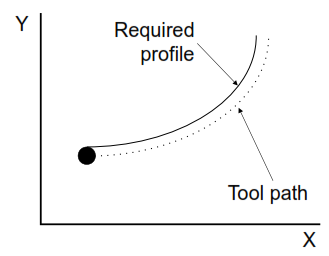 Y
Required
profile
Tool path
X